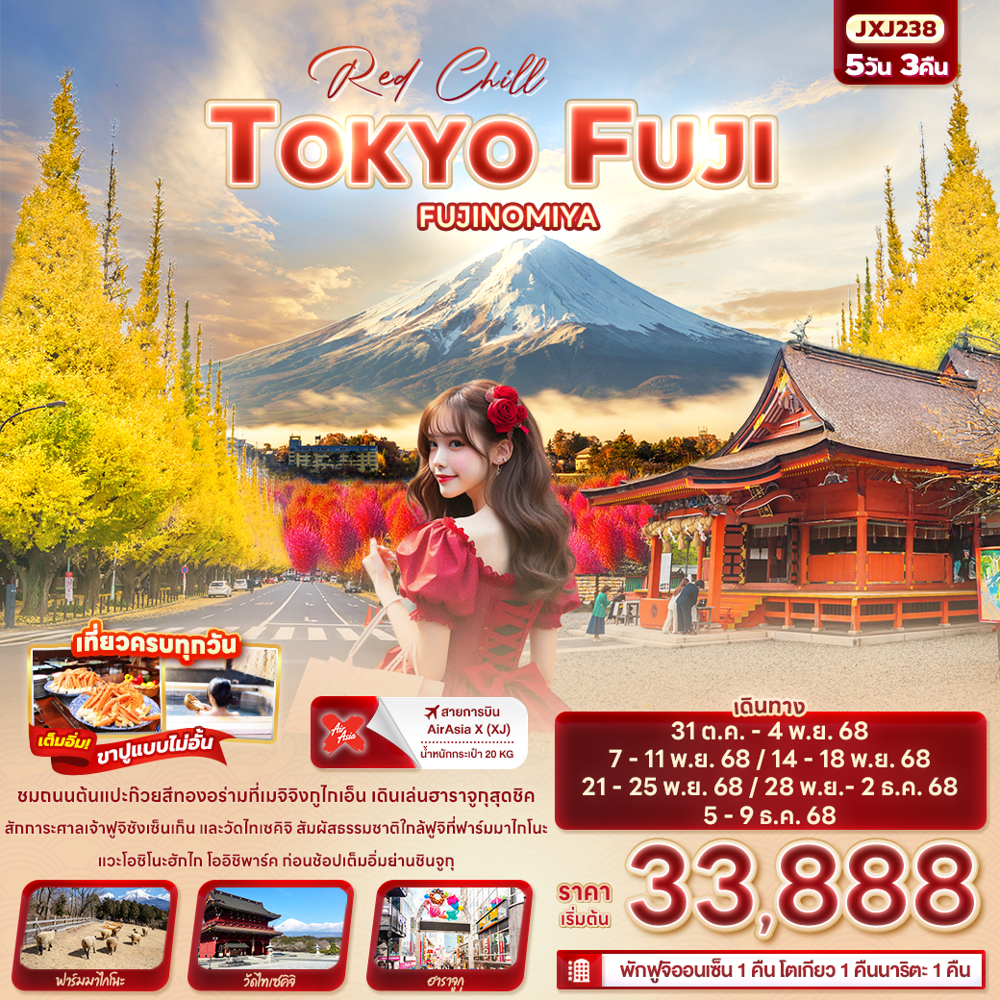 JXJ238
5วัน 3คืน
Red Chill
TOKYO FUJI
FUJINOMIYA
เที่ยวครบทุกวัน
เต็มอิ่ม!
ขาปูแบบไม่อั้น
Air Asia
สายการบิน
AirAsia X (XJ)
น้ำหนักกระเป๋า 20 KG
ชมถนนต้นแปะก๊วยสีทองอร่ามที่เมจิจิงกูไกเอ็น เดินเล่นฮาราจูกุสุดชิค
สักการะศาลเจ้าฟูจิซังเซ็นเก็น และวัดไทเซคิจิ สัมผัสธรรมชาติใกล้ฟูจิที่ฟาร์มมาไกโนะ
แวะโอชิโนะฮักไก โออิชิพาร์ค ก่อนช้อปเต็มอิ่มย่านชินจูกุ
ฟาร์มมาไกโนะ
วัดไทเซคิจิ
ฮาราจูกุ
เดินทาง
31 ต.ค. - 4 พ.ย. 68
7 - 11 พ.ย. 68 / 14 - 18 พ.ย. 68
21 - 25 พ.ย. 68 / 28 พ.ย.- 2 ธ.ค. 68
5 - 9 ธ.ค. 68
ราคา
เริ่มต้น
33,888
พักฟูจิออนเซ็น 1 คืน โตเกียว 1 คืนนาริตะ 1 คืน